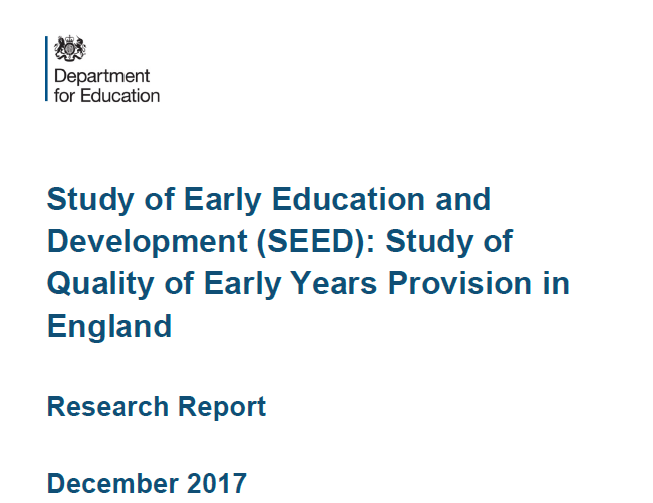 Department
for Education
Study of Early Education and
Development (SEED): Study of
Quality of Early Years Provision in
England
Research Report
December 2017